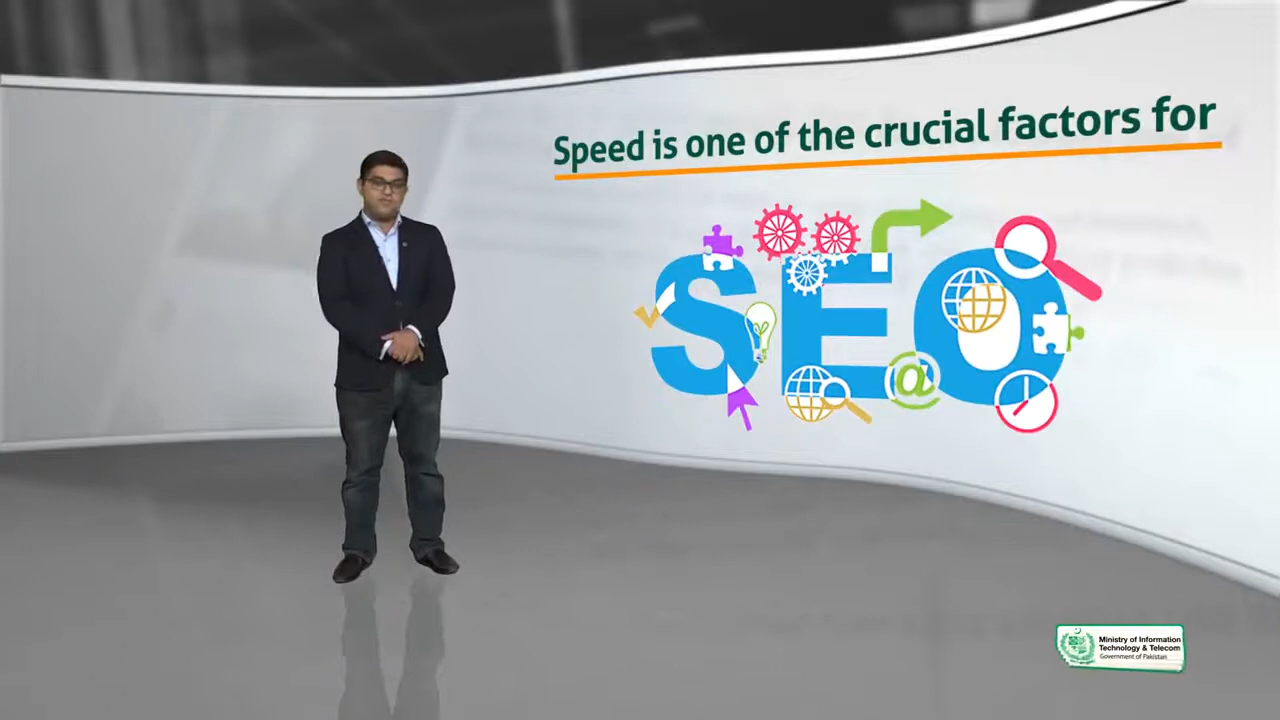 Speed is one of the crucial factors for
SEO
@
Ministry of Information
Technology & Telecom
Government of Pakistan